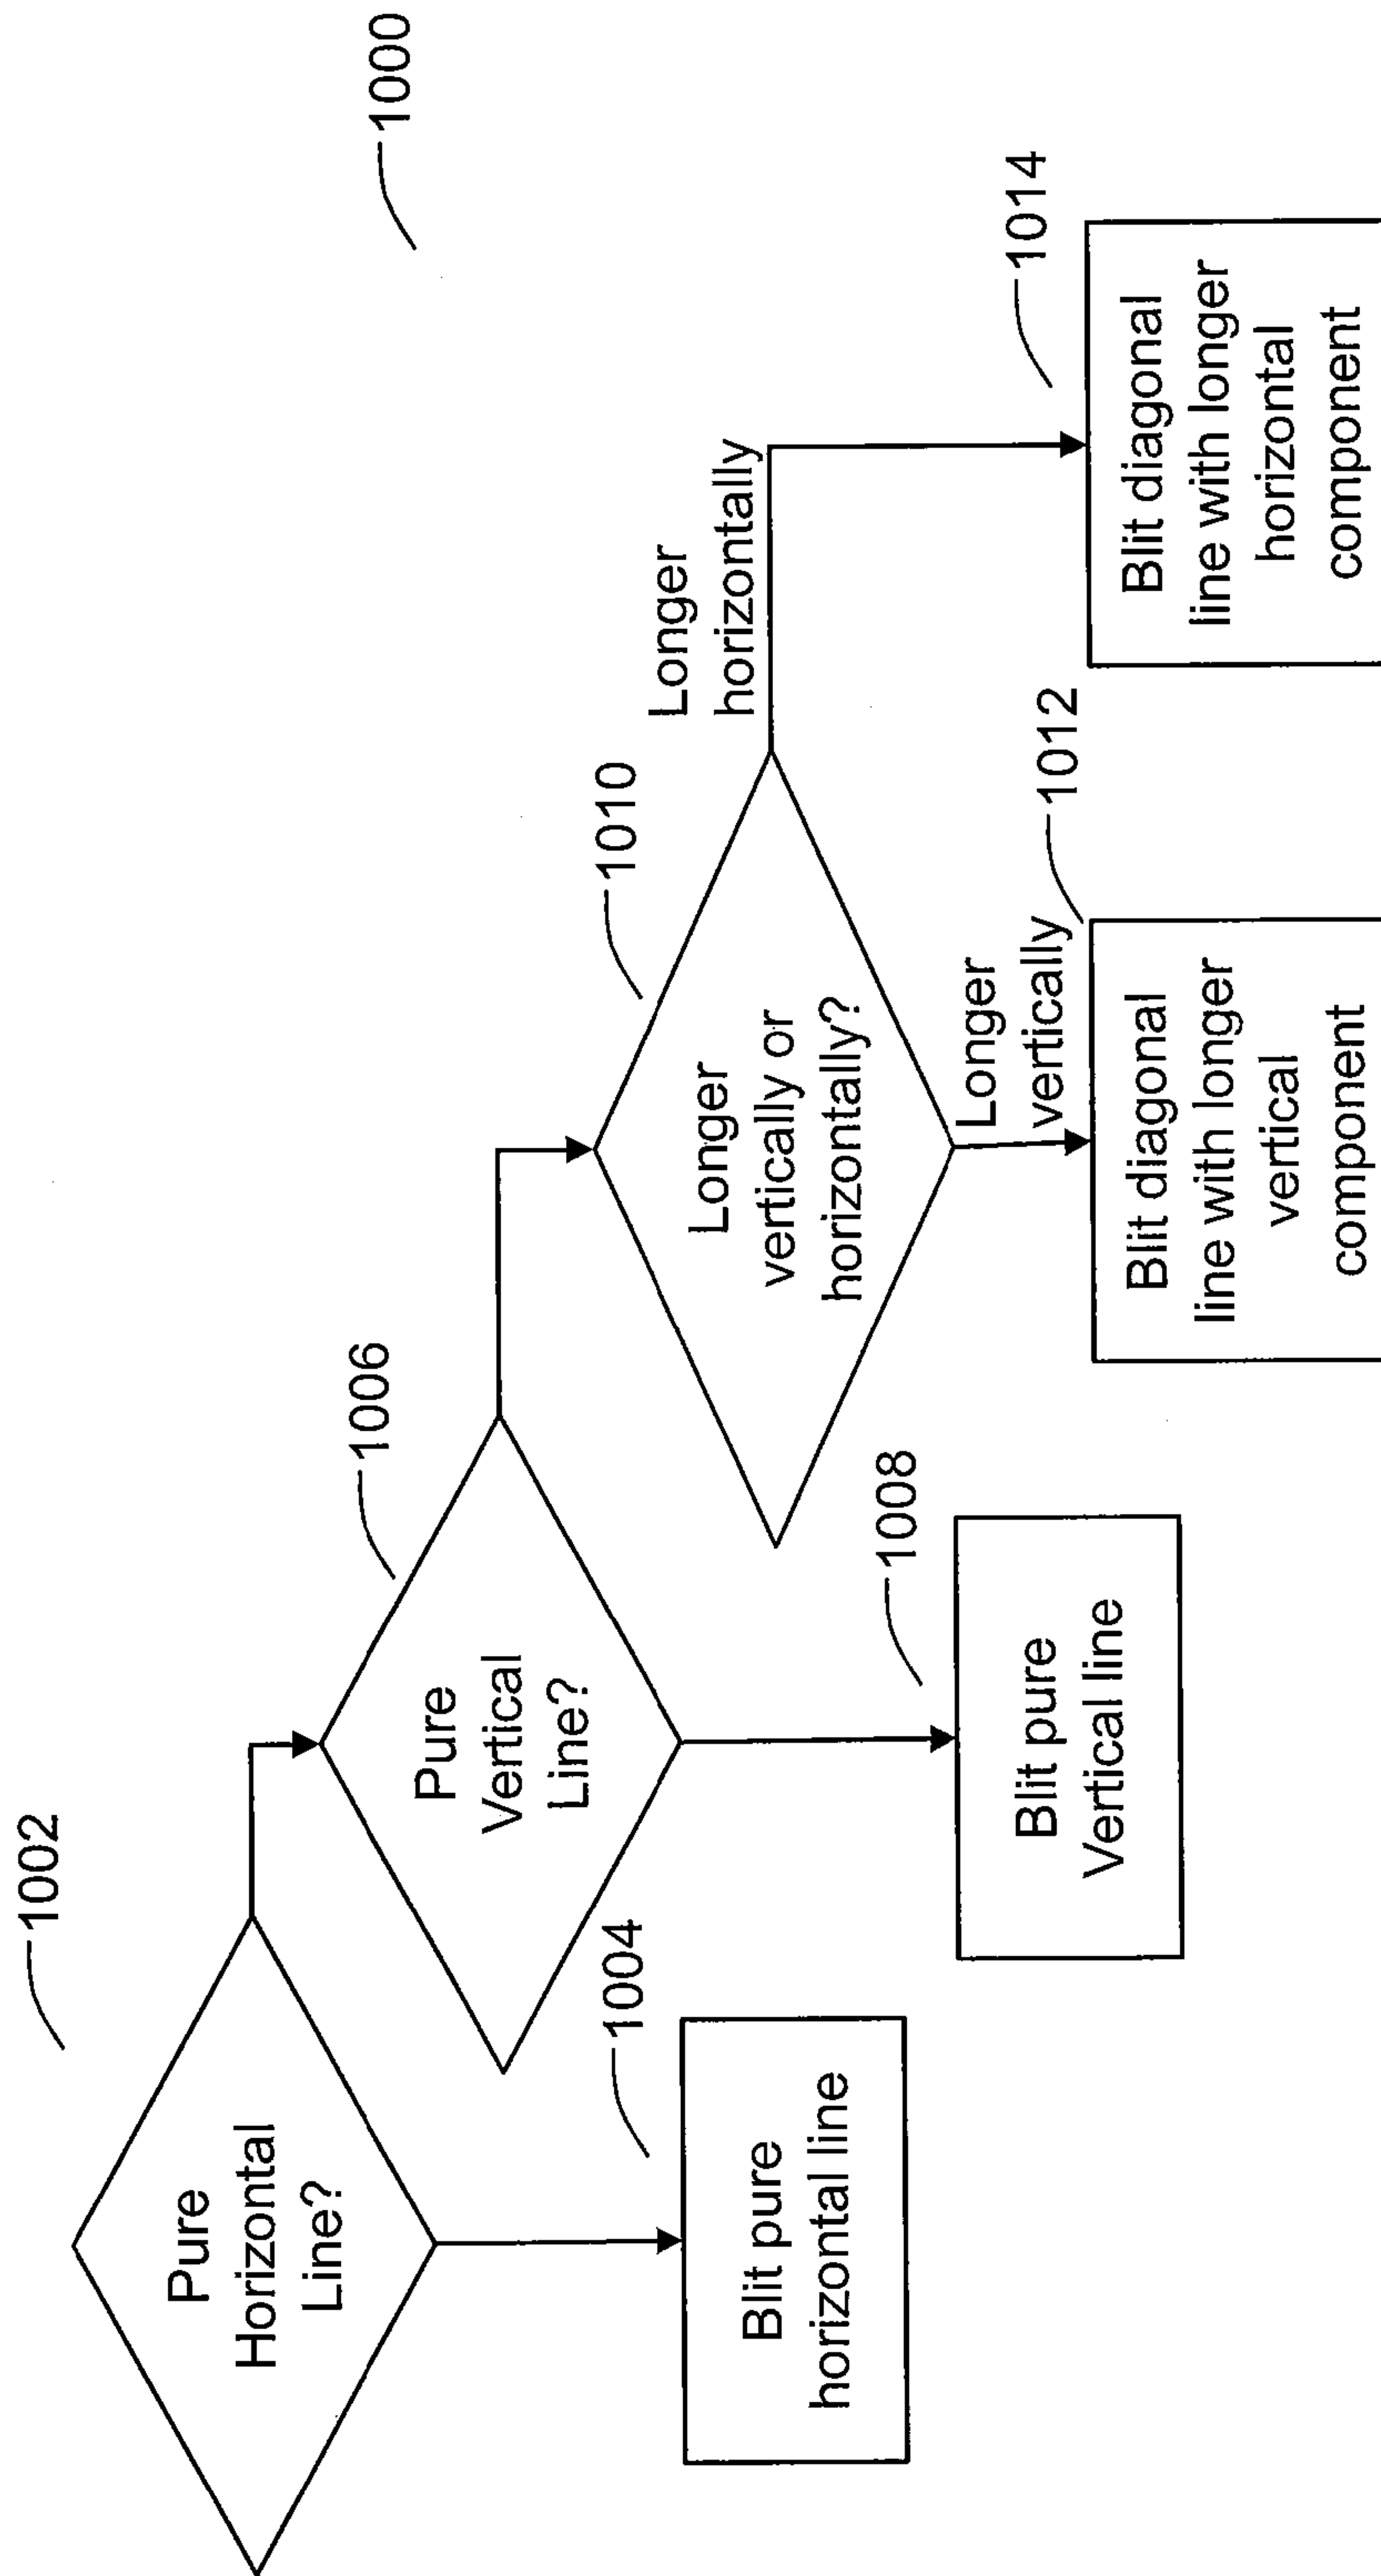 1000
1002
Pure
Horizontal
Line?
1004
Blit pure
horizontal line
1006
Pure
Vertical
Line?
1008
Blit pure
Vertical line
1010
Longer
vertically or
horizontally?
Longer
vertically
1012
Blit diagonal
line with longer
vertical
component
Longer
horizontally
1014
Blit diagonal
line with longer
horizontal
component